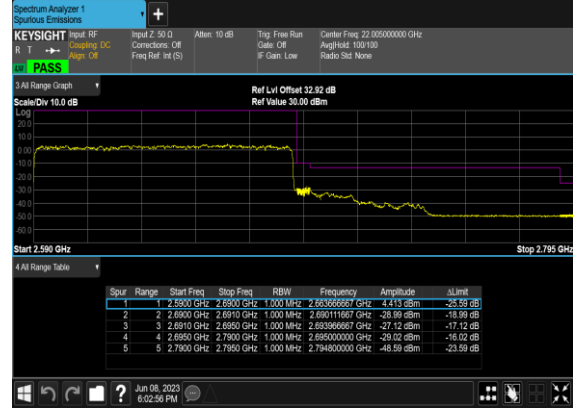 Spectrum Analyzer 1
Spurious Emissions
KEYSIGHT Input: RF Input Z: 50 Ω Atten: 10 dB Trig: Free Run Center Freq: 22.005000000 GHz
R T Coupling: DC Corrections: Off Gate: Off Avg|Hold: 100/100
Align: Off Freq Ref: Int (S) IF Gain: Low Radio Std: None
PASS
3 All Range Graph
Ref Lvl Offset 32.92 dB
Scale/Div 10.0 dB Ref Value 30.00 dBm
Log
20.0
10.0
0.00
-10.0
-20.0
-30.0
-40.0
-50.0
-60.0
Start 2.590 GHz Stop 2.795 GHz
4 All Range Table
Spur Range Start Freq Stop Freq RBW Frequency Amplitude ΔLimit
1 1 2.5900 GHz 2.6900 GHz 1.000 MHz 2.663666667 GHz 4.413 dBm -25.59 dB
2 2 2.6900 GHz 2.6910 GHz 1.000 MHz 2.690111667 GHz -28.99 dBm -18.99 dB
3 3 2.6910 GHz 2.6950 GHz 1.000 MHz 2.693966667 GHz -27.12 dBm -17.12 dB
4 4 2.6950 GHz 2.7900 GHz 1.000 MHz 2.695000000 GHz -29.02 dBm -16.02 dB
5 5 2.7900 GHz 2.7950 GHz 1.000 MHz 2.794800000 GHz -48.59 dBm -23.59 dB
Jun 08, 2023
6:02:56 PM